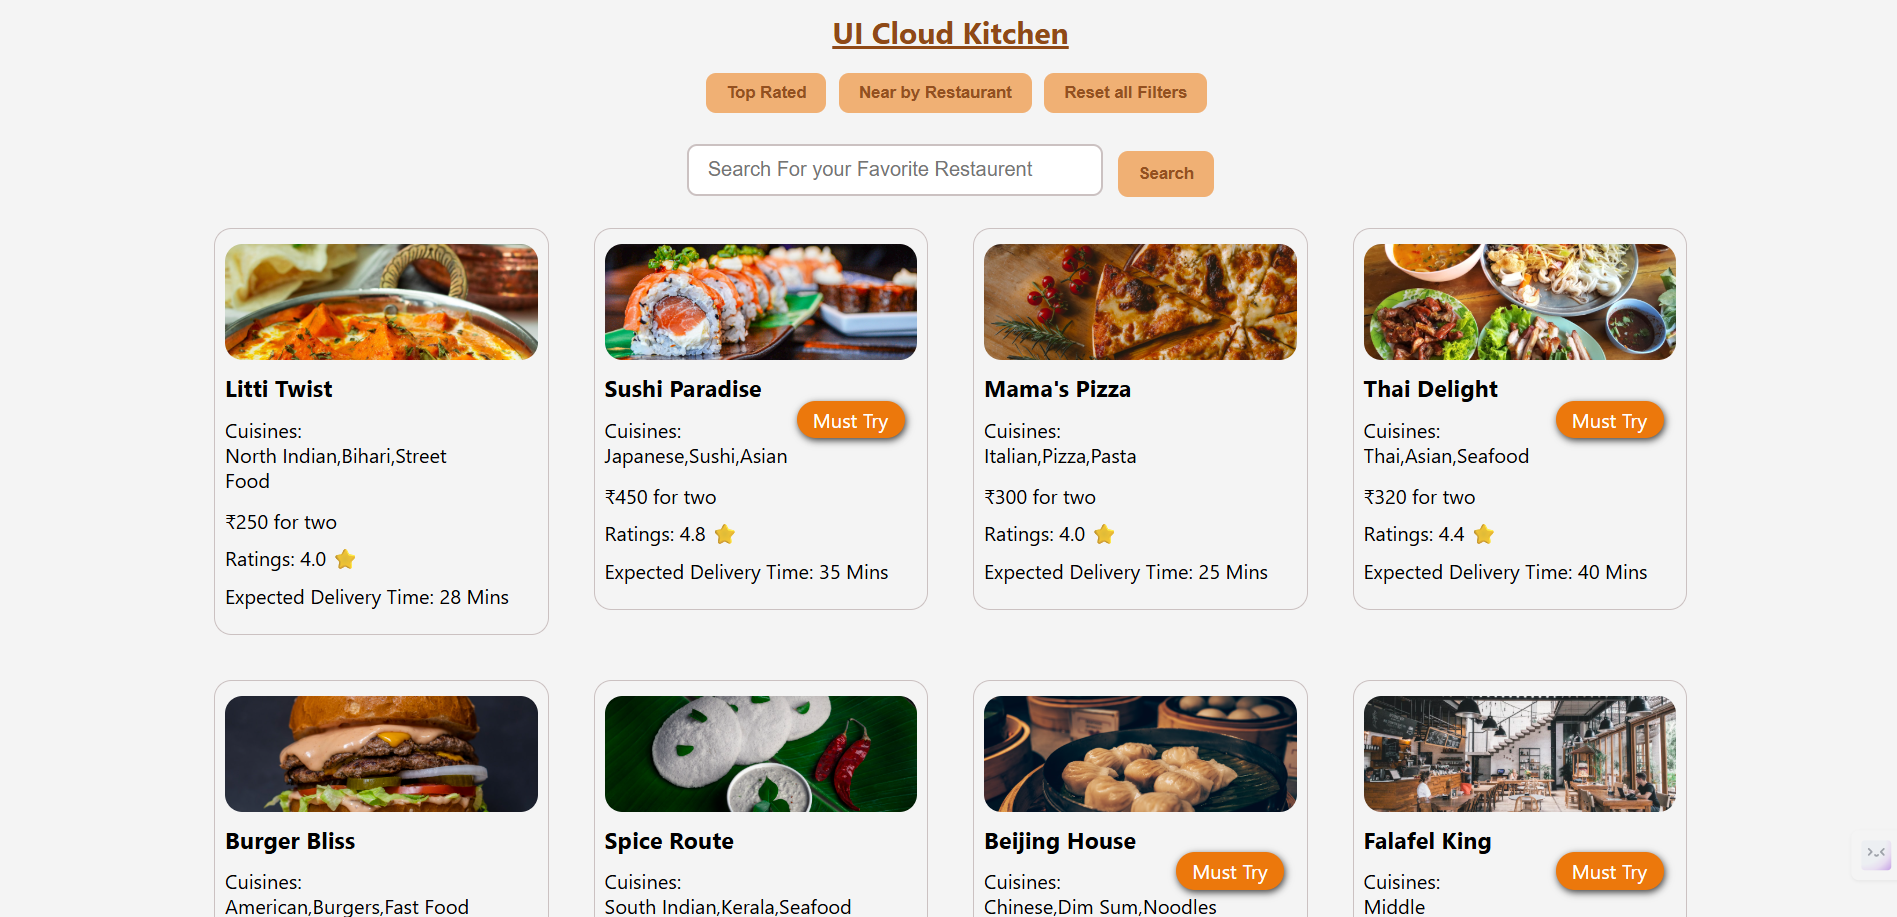 UI Cloud Kitchen
Top Rated
Near by Restaurant
Reset all Filters
Search For your Favorite Restaurent
Search
Litti Twist
Cuisines:
North Indian,Bihari,Street
Food
₹250 for two
Ratings: 4.0
Expected Delivery Time: 28 Mins
Sushi Paradise
Must Try
Cuisines:
Japanese,Sushi,Asian
₹450 for two
Ratings: 4.8
Expected Delivery Time: 35 Mins
Mama's Pizza
Cuisines:
Italian,Pizza,Pasta
₹300 for two
Ratings: 4.0
Expected Delivery Time: 25 Mins
Thai Delight
Must Try
Cuisines:
Thai,Asian,Seafood
₹320 for two
Ratings: 4.4
Expected Delivery Time: 40 Mins
Burger Bliss
Cuisines:
American,Burgers,Fast Food
Spice Route
Cuisines:
South Indian,Kerala,Seafood
Beijing House
Must Try
Cuisines:
Chinese,Dim Sum,Noodles
Falafel King
Must Try
Cuisines:
Middle